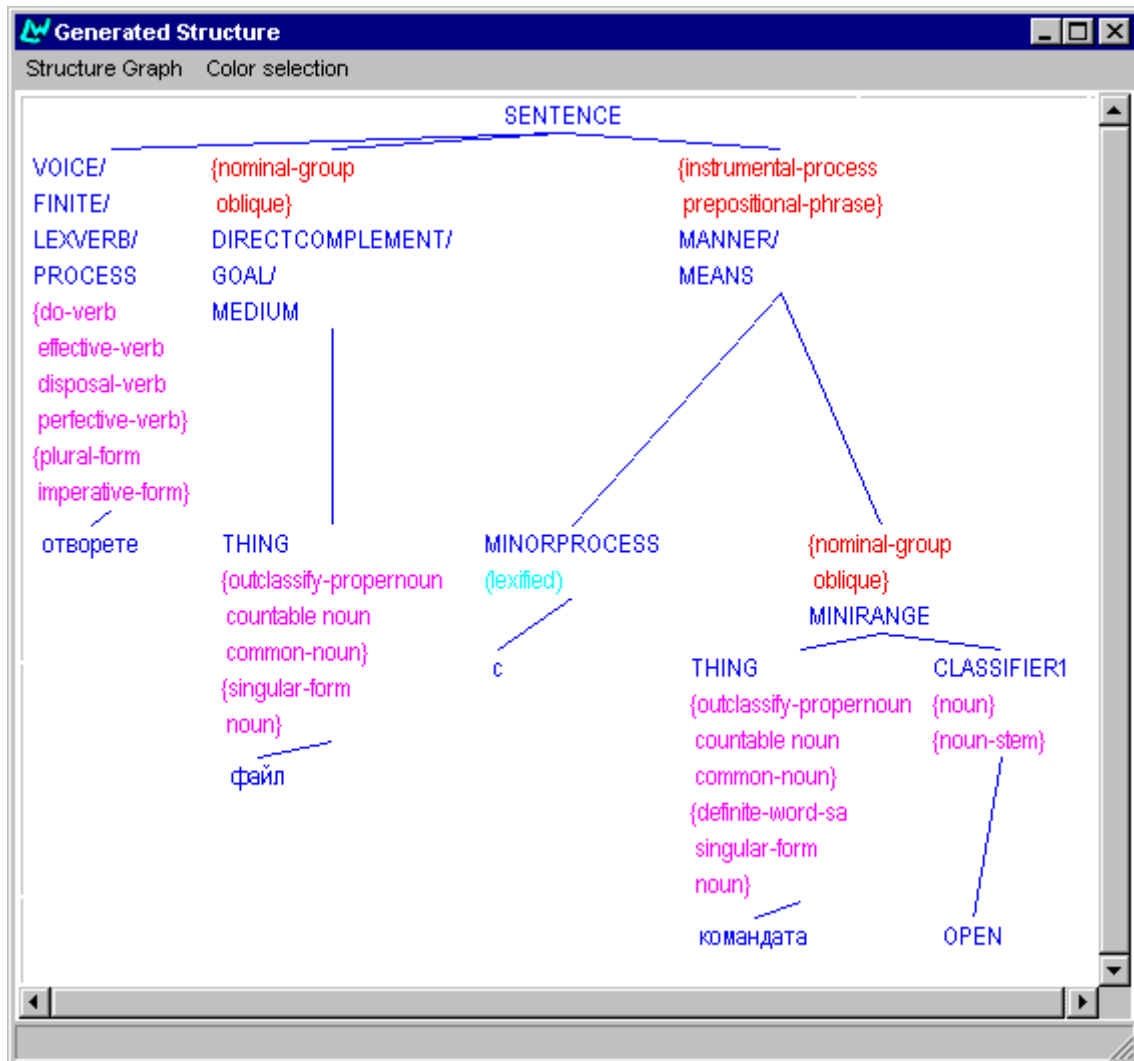 Generated Structure
Structure Graph Color selection
SENTENCE
VOICE/
FINITE/
LEXVERB/
PROCESS
{do-verb
effective-verb
disposal-verb
perfective-verb}
{plural-form
imperative-form}
отворете
{nominal-group
oblique}
DIRECTCOMPLEMENT/
GOAL/
MEDIUM
THING
{outclassify-propernoun
countable noun
common-noun}
{singular-form
noun}
файл
{instrumental-process
prepositional-phrase}
MANNER/
MEANS
MINORPROCESS
(lexified)
с
{nominal-group
oblique}
MINIRANGE
THING
{outclassify-propernoun
countable noun
common-noun}
{definite-word-sa
singular-form
noun}
командата
CLASSIFIER1
{noun}
{noun-stem}
OPEN